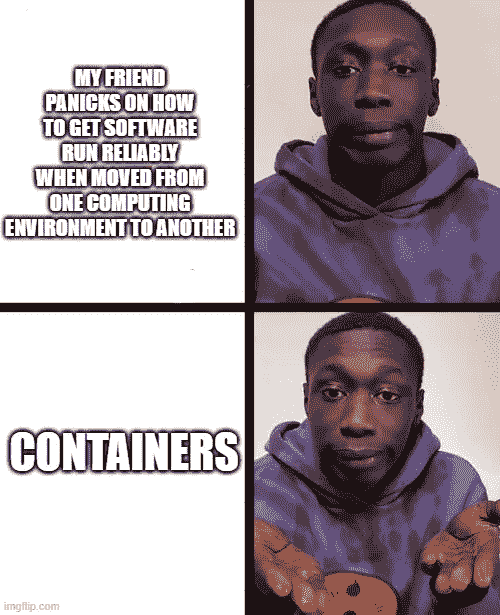 MY FRIEND
PANICKS ON HOW
TO GET SOFTWARE
RUN RELIABLY
WHEN MOVED FROM
ONE COMPUTING
ENVIRONMENT TO ANOTHER
CONTAINERS
imgflip.com